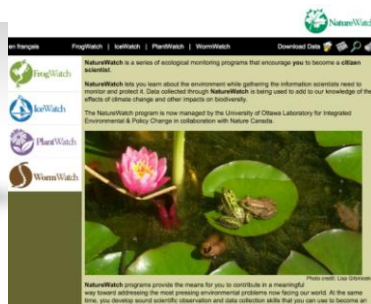 NatureWatch
en français FrogWatch | IceWatch | PlantWatch | WormWatch Download Data
FrogWatch
IceWatch
PlantWatch
WormWatch
NatureWatch is a series of ecological monitoring programs that encourage you to become a citizen
scientist.
NatureWatch lets you learn about the environment while gathering the information scientists need to
monitor and protect it. Data collected through NatureWatch is being used to add to our knowledge of the
effects of climate change and other impacts on biodiversity.
The NatureWatch program is now managed by the University of Ottawa Laboratory for Integrated
Environmental & Policy Change in collaboration with Nature Canada.
Photo credit: Lisa
NatureWatch programs provide the means for you to contribute in a meaningful
way toward addressing the most pressing environmental problems now facing our world. At the same
time, you develop sound scientific observation and data collection skills that you can use to become an